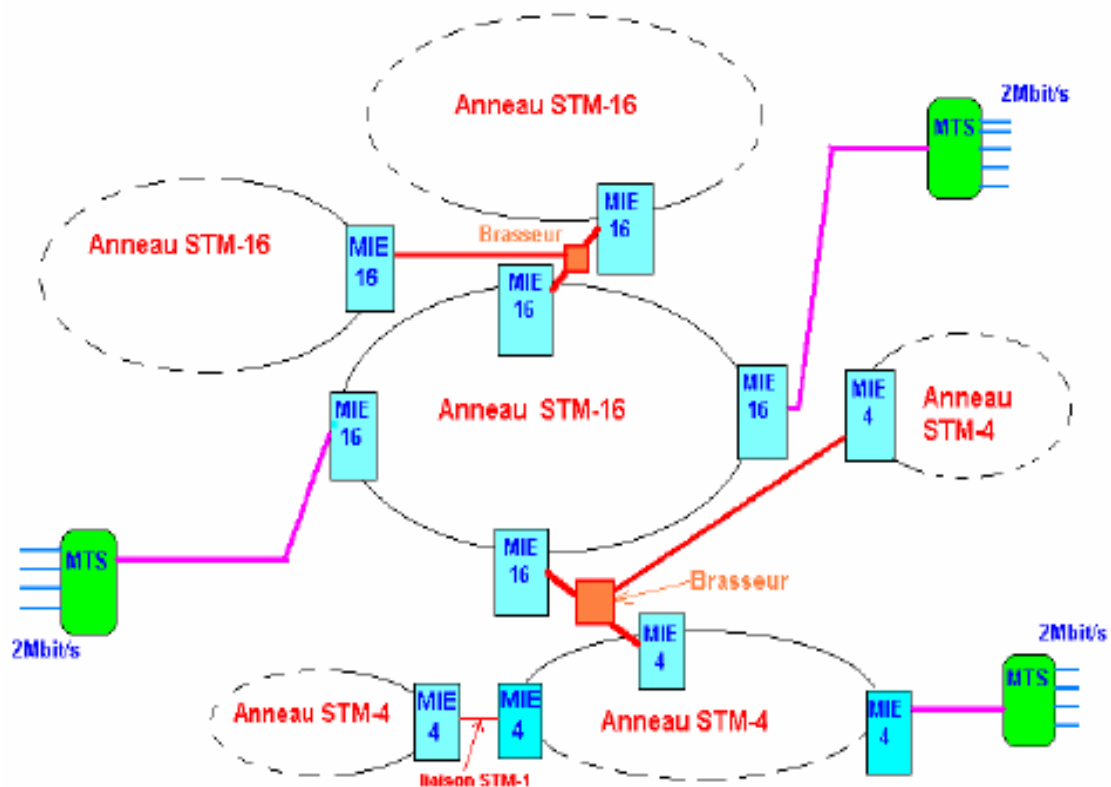 Anneau STM-16
2Mbit/s
MTS
MIE
16
Anneau STM-16
Brasseur
MIE
16
MIE
16
Anneau STM-16
MIE
16
MIE
16
MIE
4
Anneau
STM-4
MTS
2Mbit/s
MIE
16
Brasseur
MIE
4
2Mbit/s
MTS
Anneau STM-4
MIE
4
MIE
4
Anneau STM-4
MIE
4
liaison STM-1